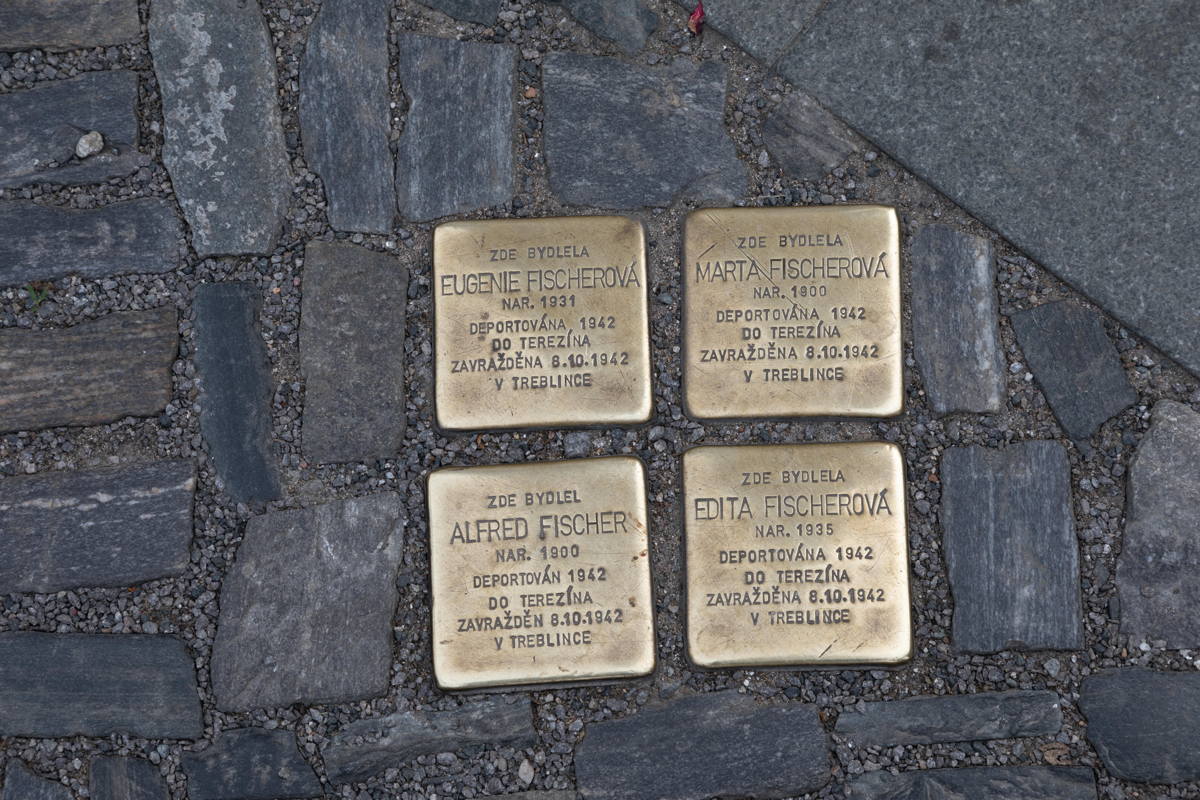 ZDE BYDLELA
EUGENIE FISCHEROVÁ
NAR. 1931
DEPORTOVÁNA 1942
DO TEREZÍNA
ZAVRAŽDĚNA 8.10.1942
V TREBLINCE
ZDE BYDLELA
MARTA FISCHEROVÁ
NAR. 1900
DEPORTOVÁNA 1942
DO TEREZÍNA
ZAVRAŽDĚNA 8.10.1942
V TREBLINCE
ZDE BYDLEL
ALFRED FISCHER
NAR. 1900
DEPORTOVÁN 1942
DO TEREZÍNA
ZAVRAŽDĚN 8.10.1942
V TREBLINCE
ZDE BYDLELA
EDITA FISCHEROVÁ
NAR. 1935
DEPORTOVÁNA 1942
DO TEREZÍNA
ZAVRAŽDĚNA 8.10.1942
V TREBLINCE